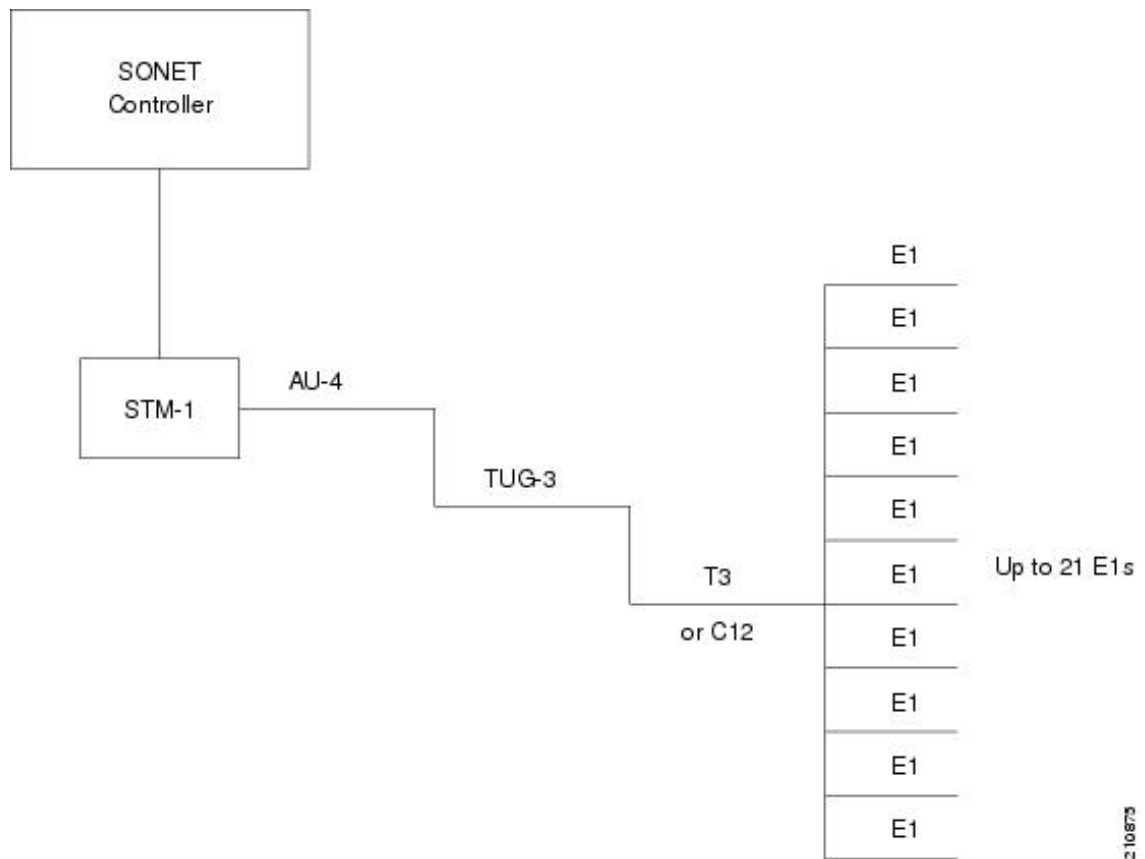 SONET
Controller
STM-1
AU-4
TUG-3
T3
or C12
E1
E1
E1
E1
E1
E1
E1
E1
E1
E1
Up to 21 E1s
210875